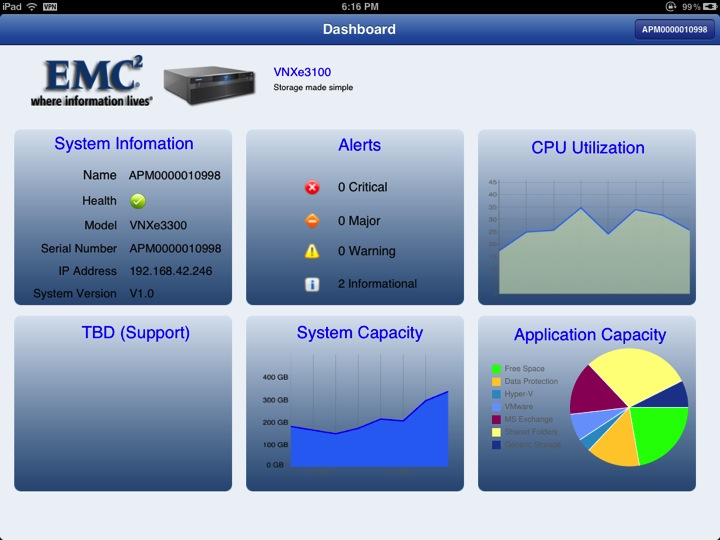 iPad VPN 6:16 PM 99%
Dashboard
APM0000010998
EMC²
where information lives®
VNXe3100
Storage made simple
System Infomation
Name APM0000010998
Health
Model VNXe3300
Serial Number APM0000010998
IP Address 192.168.42.246
System Version V1.0
Alerts
0 Critical
0 Major
0 Warning
2 Informational
CPU Utilization
45
40
35
30
25
20
15
TBD (Support)
System Capacity
400 GB
300 GB
200 GB
100 GB
0 GB
Application Capacity
Free Space
Data Protection
Hyper-V
VMware
MS Exchange
Shared Folders
Generic Storage